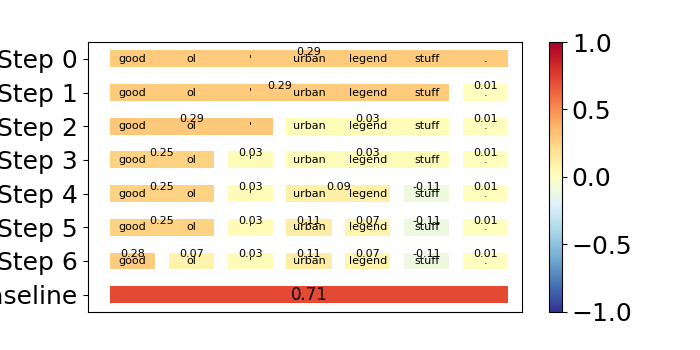 0.29
Step 0 good ol ' urban legend stuff . 1.0
0.29 0.01
Step 1 good ol ' urban legend stuff .
0.29 0.03 0.01
Step 2 good ol ' urban legend stuff . 0.5
0.25 0.03 0.03 0.01
Step 3 good ol ' urban legend stuff . 0.0
0.25 0.03 0.09 -0.11 0.01
Step 4 good ol ' urban legend stuff .
0.25 0.03 0.11 0.07 -0.11 0.01
Step 5 good ol ' urban legend stuff . −0.5
0.28 0.07 0.03 0.11 0.07 -0.11 0.01
Step 6 good ol ' urban legend stuff .
seline 0.71 −1.0